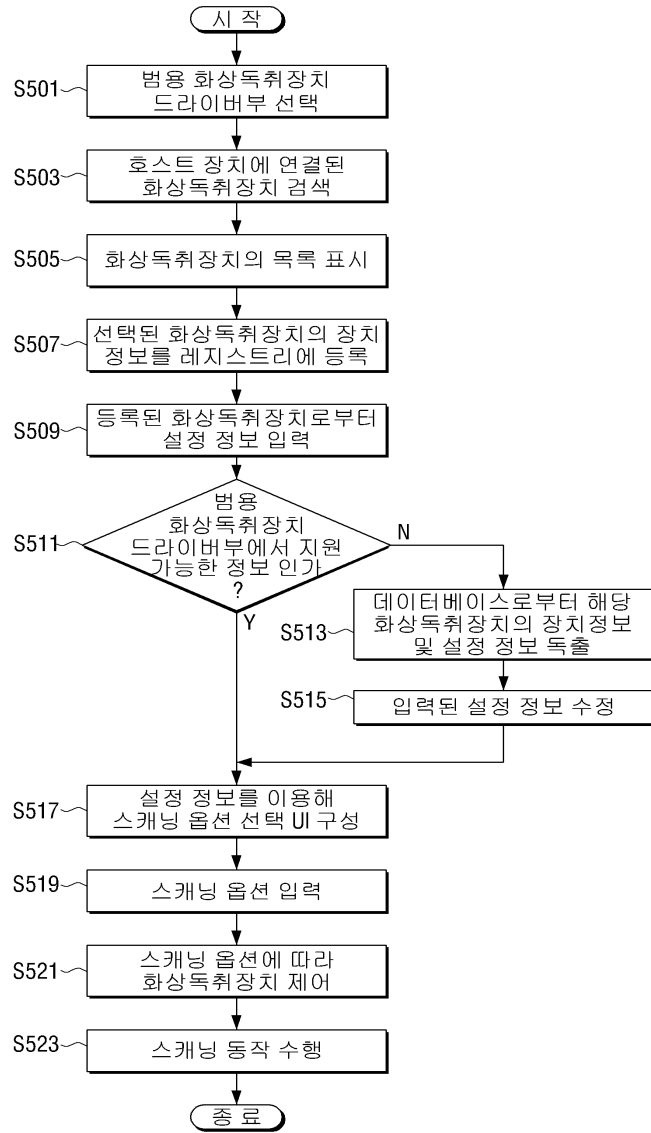 시 작
S501
범용 화상독취장치
드라이버부 선택
S503
호스트 장치에 연결된
화상독취장치 검색
S505
화상독취장치의 목록 표시
S507
선택된 화상독취장치의 장치
정보를 레지스트리에 등록
S509
등록된 화상독취장치로부터
설정 정보 입력
S511
범용
화상독취장치
드라이버부에서 지원
가능한 정보 인가
?
N
Y
S513
데이터베이스로부터 해당
화상독취장치의 장치정보
및 설정 정보 독출
S515
입력된 설정 정보 수정
S517
설정 정보를 이용해
스캐닝 옵션 선택 UI 구성
S519
스캐닝 옵션 입력
S521
스캐닝 옵션에 따라
화상독취장치 제어
S523
스캐닝 동작 수행
종 료